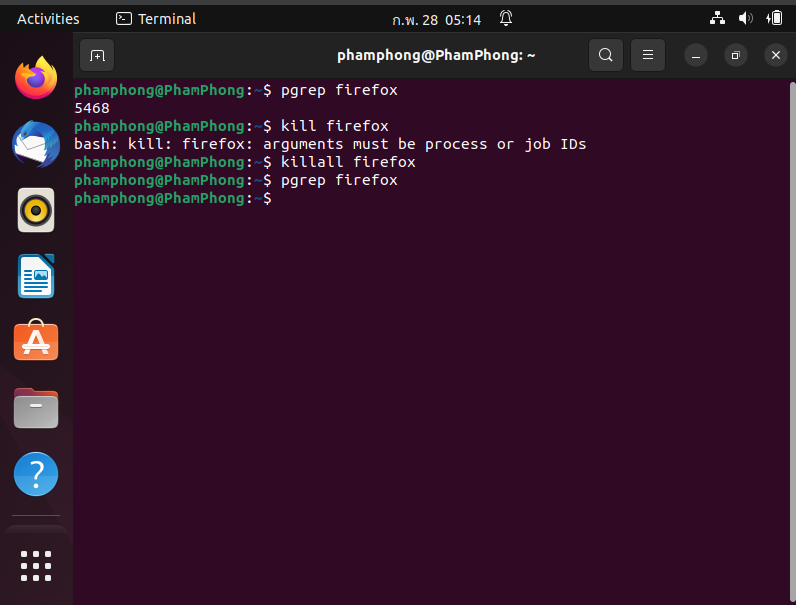 Activities
Terminal
ก.พ. 28 05:14
phamphong@PhamPhong: ~
phamphong@PhamPhong:~$ pgrep firefox
5468
phamphong@PhamPhong:~$ kill firefox
bash: kill: firefox: arguments must be process or job IDs
phamphong@PhamPhong:~$ killall firefox
phamphong@PhamPhong:~$ pgrep firefox
phamphong@PhamPhong:~$